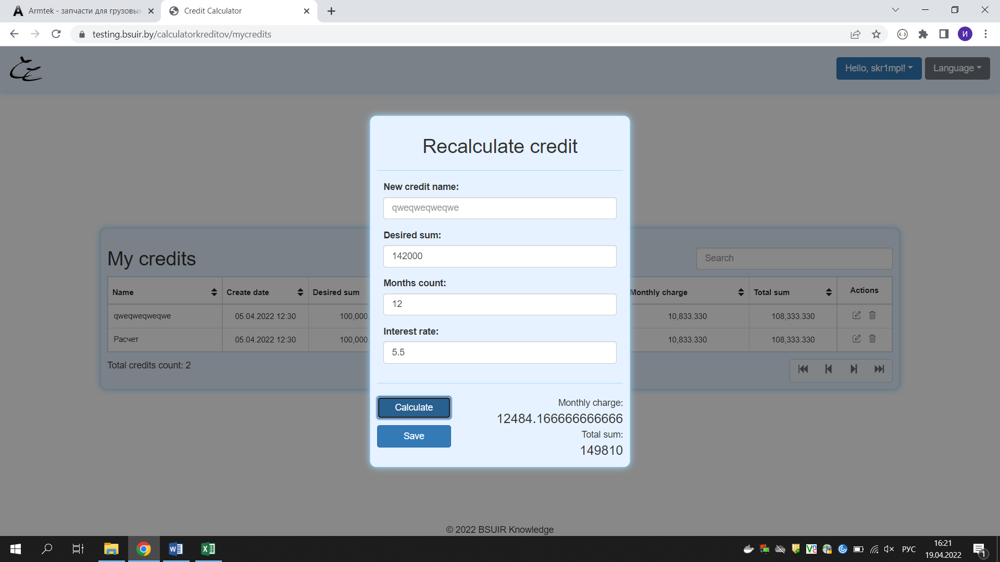 Armtek - запчасти для грузовых
Credit Calculator
testing.bsuir.by/calculatorkreditov/mycredits
И
Hello, skr1mpl!
Language
Recalculate credit
New credit name:
qweqweqweqwe
Desired sum:
142000
Months count:
12
Interest rate:
5.5
Calculate
Save
Monthly charge:
12484.166666666666
Total sum:
149810
My credits
Search
Name Create date Desired sum Monthly charge Total sum Actions
qweqweqweqwe 05.04.2022 12:30 100,000. 10,833.330 108,333.330
Расчет 05.04.2022 12:30 100,000. 10,833.330 108,333.330
Total credits count: 2
© 2022 BSUIR Knowledge
РУС
16:21
19.04.2022
1